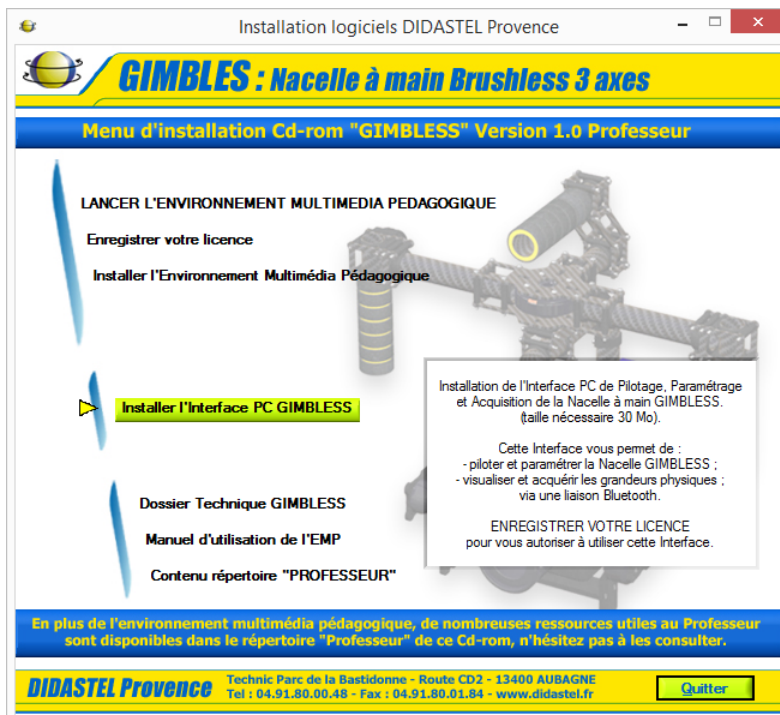 Installation logiciels DIDASTEL Provence
GIMBLES : Nacelle à main Brushless 3 axes
Menu d'installation Cd-rom "GIMBLESS" Version 1.0 Professeur
LANCER L'ENVIRONNEMENT MULTIMEDIA PEDAGOGIQUE
Enregistrer votre licence
Installer l'Environnement Multimédia Pédagogique
Installer l'Interface PC GIMBLESS
Installation de l'Interface PC de Pilotage, Paramétrage
et Acquisition de la Nacelle à main GIMBLESS.
(taille nécessaire 30 Mo).
Cette Interface vous permet de :
- piloter et paramétrer la Nacelle GIMBLESS ;
- visualiser et acquérir les grandeurs physiques ;
via une liaison Bluetooth.
ENREGISTRER VOTRE LICENCE
pour vous autoriser à utiliser cette Interface.
Dossier Technique GIMBLESS
Manuel d'utilisation de l'EMP
Contenu répertoire "PROFESSEUR"
En plus de l'environnement multimédia pédagogique, de nombreuses ressources utiles au Professeur
sont disponibles dans le répertoire "Professeur" de ce Cd-rom, n'hésitez pas à les consulter.
DIDASTEL Provence
Technic Parc de la Bastidonne - Route CD2 - 13400 AUBAGNE
Tel : 04.91.80.00.48 - Fax : 04.91.80.01.84 - www.didastel.fr
Quitter